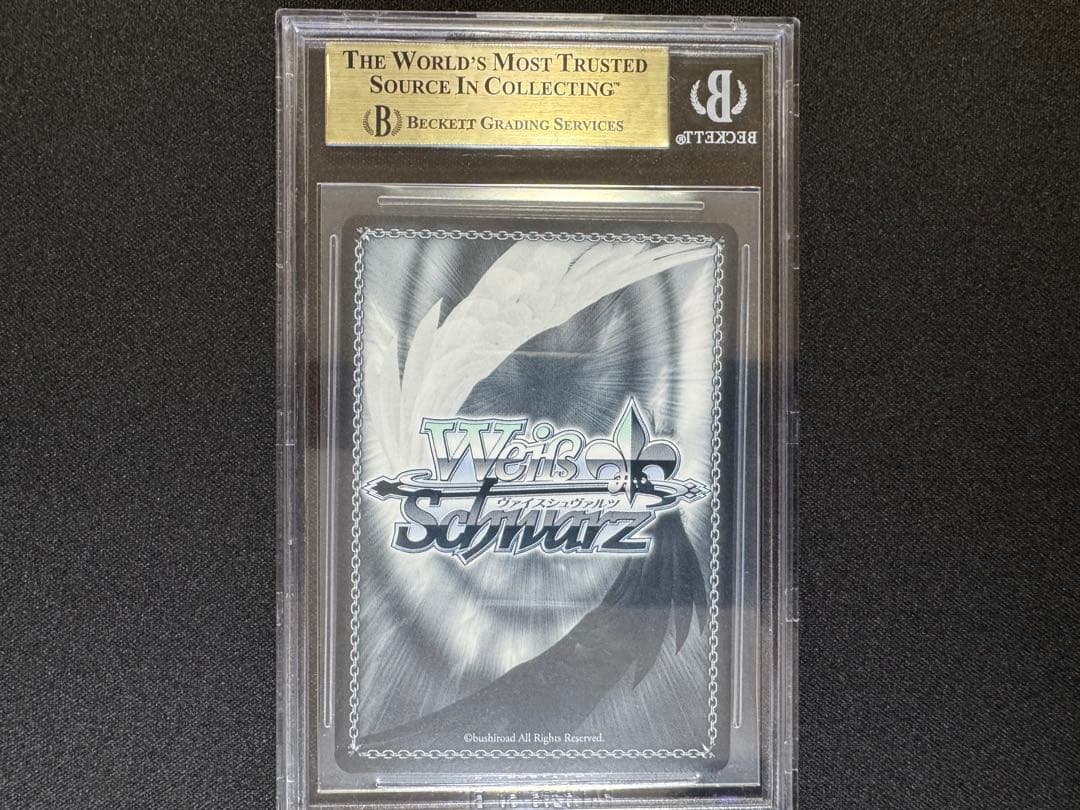 THE WORLD'S MOST TRUSTED
SOURCE IN COLLECTING™
B BECKETT GRADING SERVICES
B
BECKETT®
Weiß
ヴァイスシュヴァルツ
Schwarz
©bushiroad All Rights Reserved.